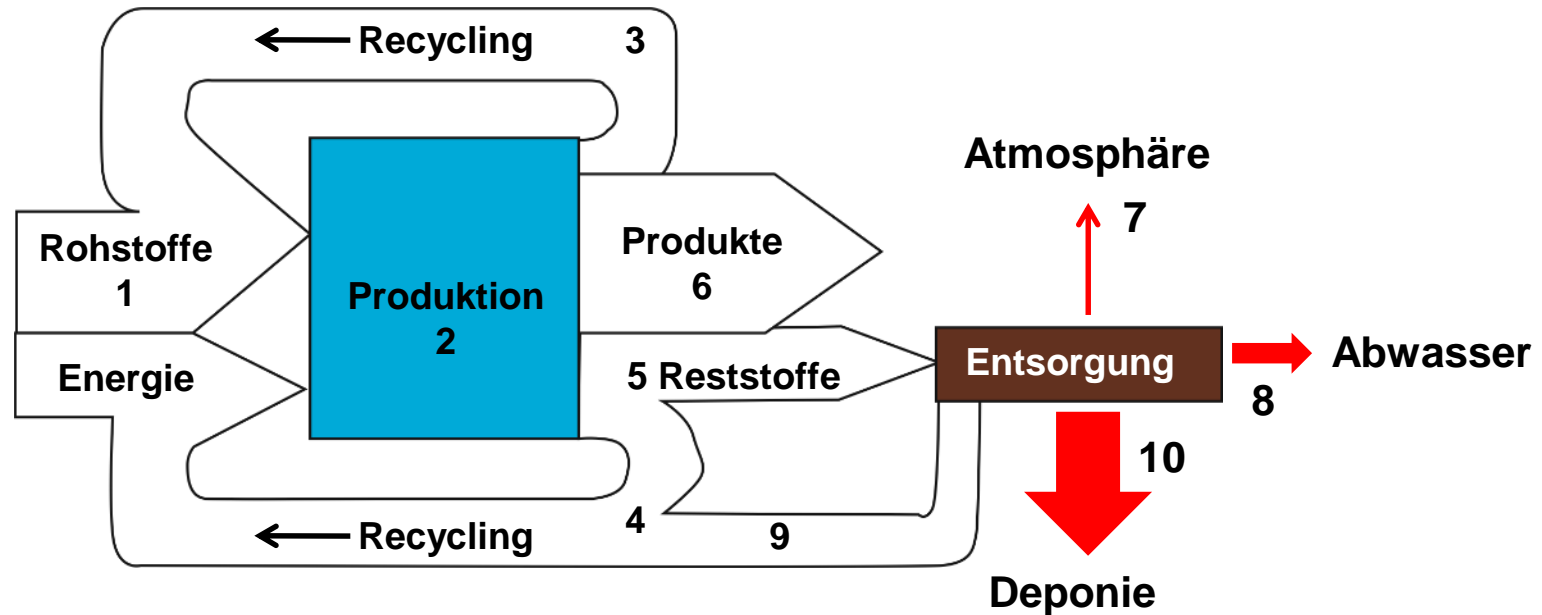 Recycling 3
Atmosphäre
7
Rohstoffe
1
Produkte
6
Produktion
2
Energie
5 Reststoffe
Entsorgung
Abwasser
8
10
4
Recycling
9
Deponie